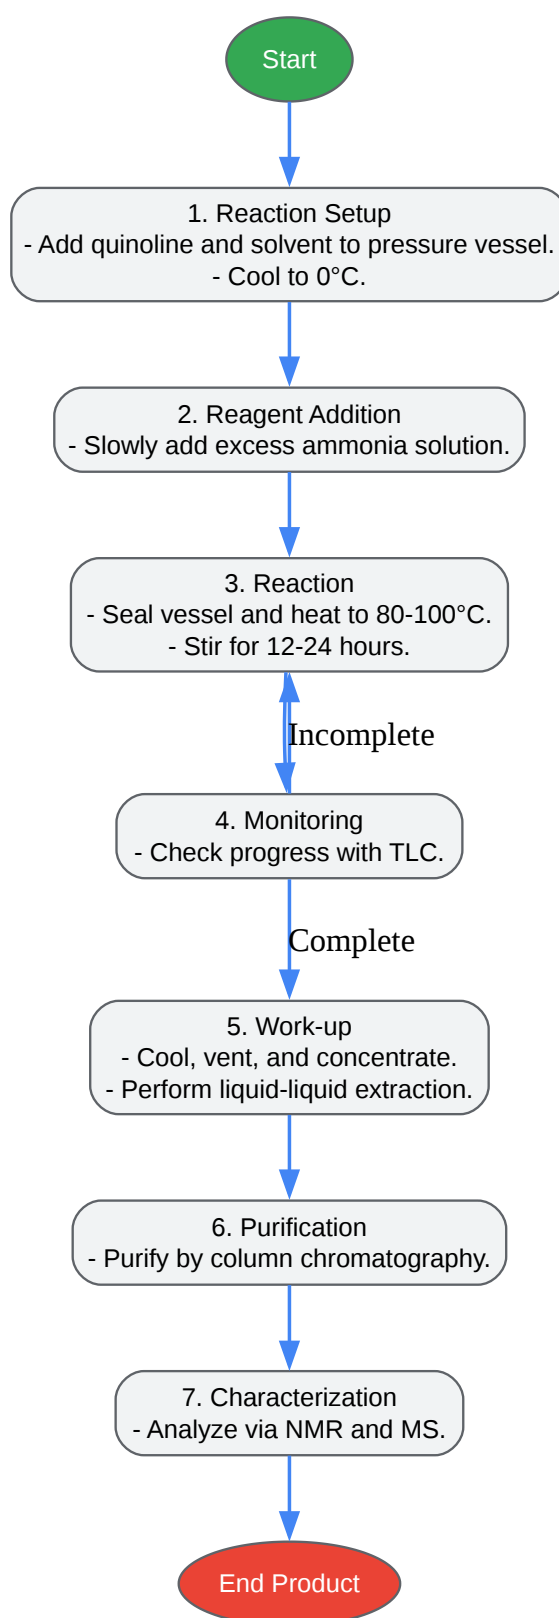 Start
1. Reaction Setup
- Add quinoline and solvent to pressure vessel.
- Cool to 0°C.
2. Reagent Addition
- Slowly add excess ammonia solution.
3. Reaction
- Seal vessel and heat to 80-100°C.
- Stir for 12-24 hours.
Incomplete
4. Monitoring
- Check progress with TLC.
Complete
5. Work-up
- Cool, vent, and concentrate.
- Perform liquid-liquid extraction.
6. Purification
- Purify by column chromatography.
7. Characterization
- Analyze via NMR and MS.
End Product